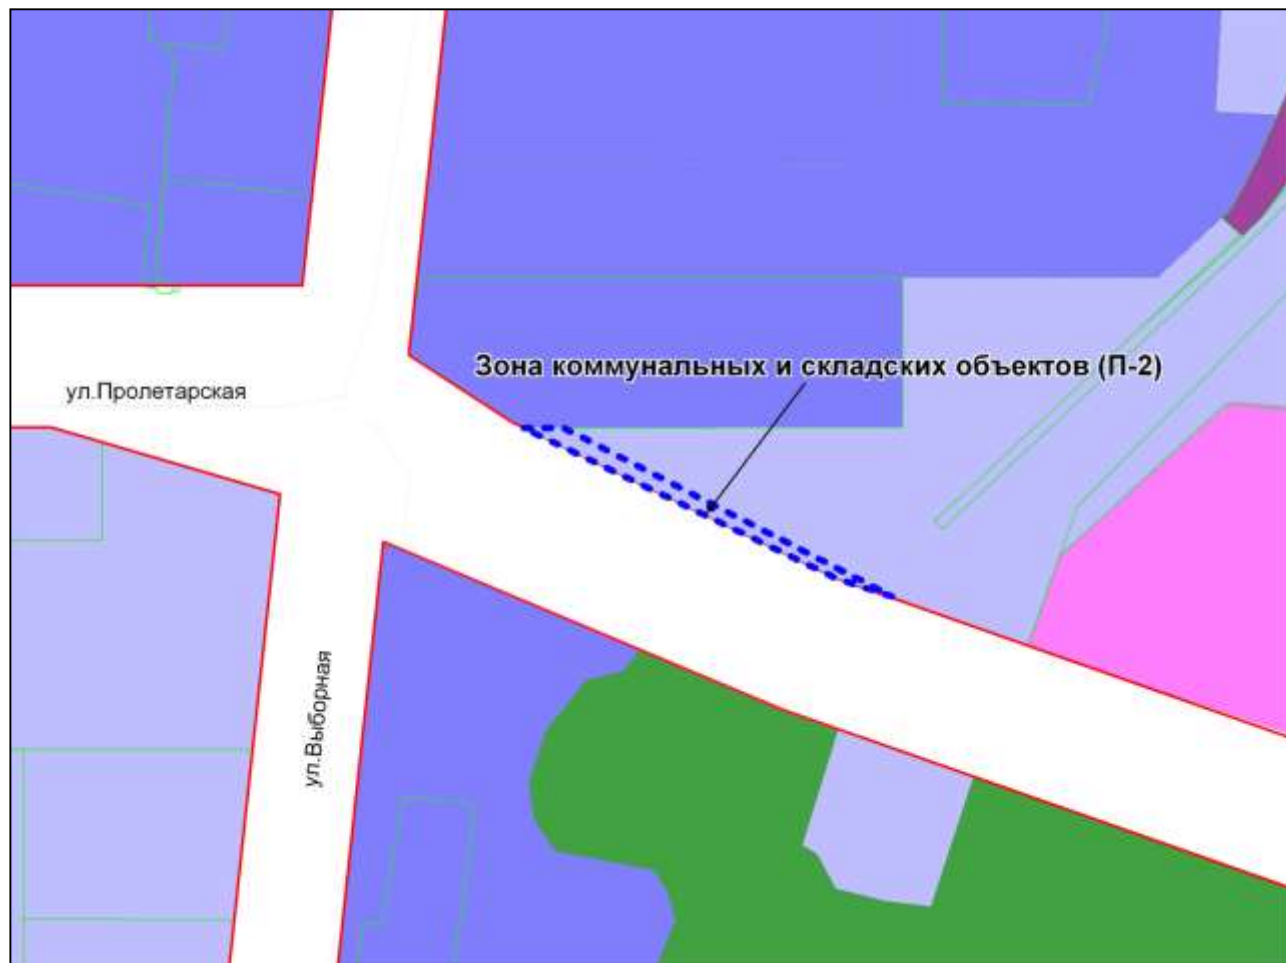 Зона коммунальных и складских объектов (П-2)
ул.Пролетарская
ул.Выборная